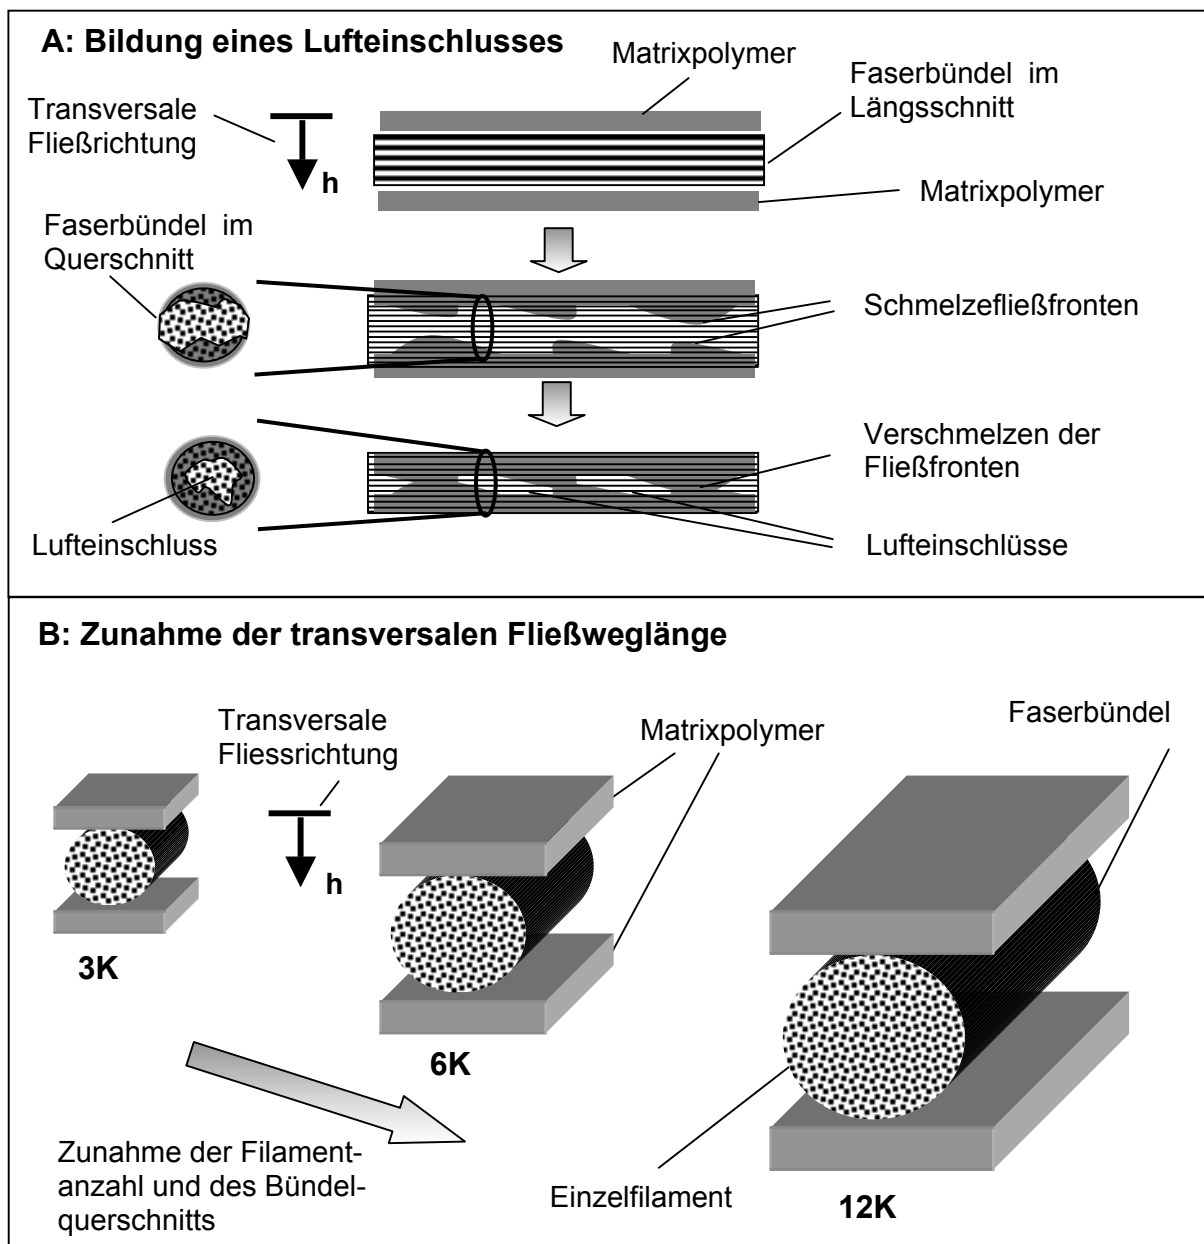 A: Bildung eines Lufteinschlusses
Matrixpolymer
Faserbündel im
Längsschnitt
Transversale
Fließrichtung
h
Matrixpolymer
Faserbündel im
Querschnitt
Schmelzefließfronten
Verschmelzen der
Fließfronten
Lufteinschluss
Lufteinschlüsse
B: Zunahme der transversalen Fließweglänge
Transversale
Fliessrichtung
Matrixpolymer
Faserbündel
h
3K
6K
Zunahme der Filament-
anzahl und des Bündel-
querschnitts
Einzelfilament
12K